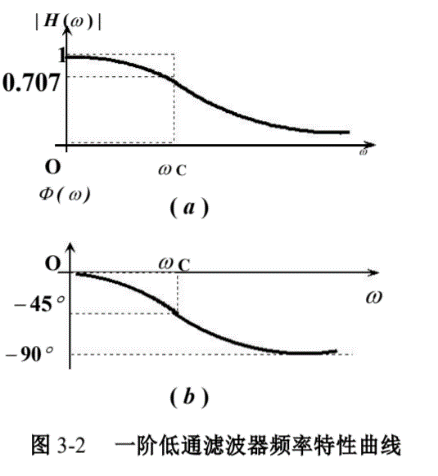 |H(ω)|
1
0.707
O
ωC
ω
Φ(ω)
(a)
O
ωC
ω
−45°
−90°
(b)
图 3-2 一阶低通滤波器频率特性曲线